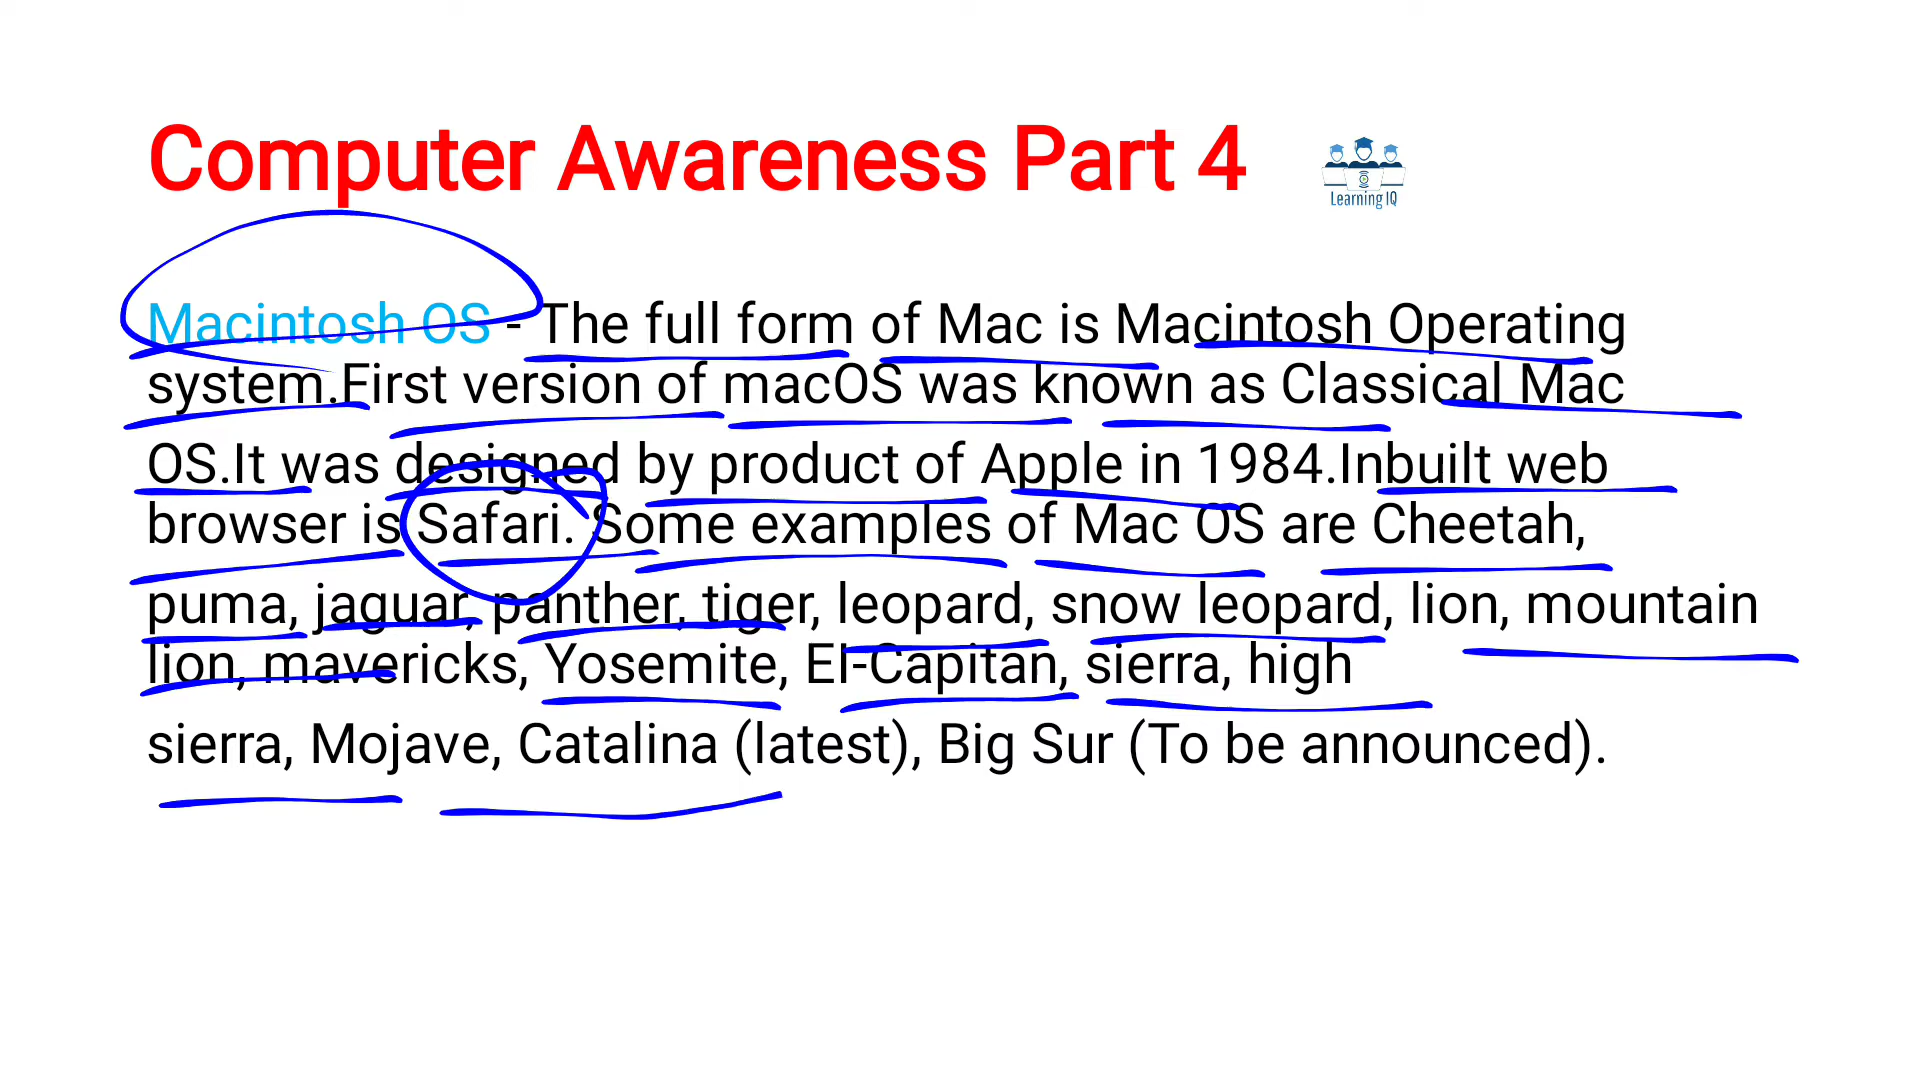 Computer Awareness Part 4
Learning IQ
Macintosh OS - The full form of Mac is Macintosh Operating
system.First version of macOS was known as Classical Mac
OS.It was designed by product of Apple in 1984.Inbuilt web
browser is Safari. Some examples of Mac OS are Cheetah,
puma, jaguar, panther, tiger, leopard, snow leopard, lion, mountain
lion, mavericks, Yosemite, El-Capitan, sierra, high
sierra, Mojave, Catalina (latest), Big Sur (To be announced).